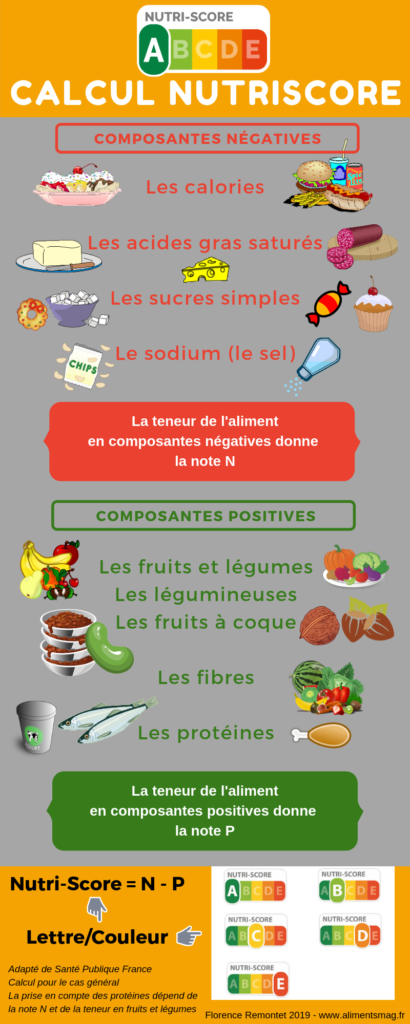 NUTRI-SCORE
A B C D E
CALCUL NUTRISCORE
COMPOSANTES NÉGATIVES
Les calories
Les acides gras saturés
Les sucres simples
Le sodium (le sel)
CHIPS
La teneur de l'aliment
en composantes négatives donne
la note N
COMPOSANTES POSITIVES
Les fruits et légumes
Les légumineuses
Les fruits à coque
Les fibres
Les protéines
La teneur de l'aliment
en composantes positives donne
la note P
Nutri-Score = N - P
Lettre/Couleur
NUTRI-SCORE
A B C D E
NUTRI-SCORE
A B C D E
NUTRI-SCORE
A B C D E
NUTRI-SCORE
A B C D E
NUTRI-SCORE
A B C D E
Adapté de Santé Publique France
Calcul pour le cas général
La prise en compte des protéines dépend de
la note N et de la teneur en fruits et légumes
Florence Remontet 2019 - www.alimentsmag.fr